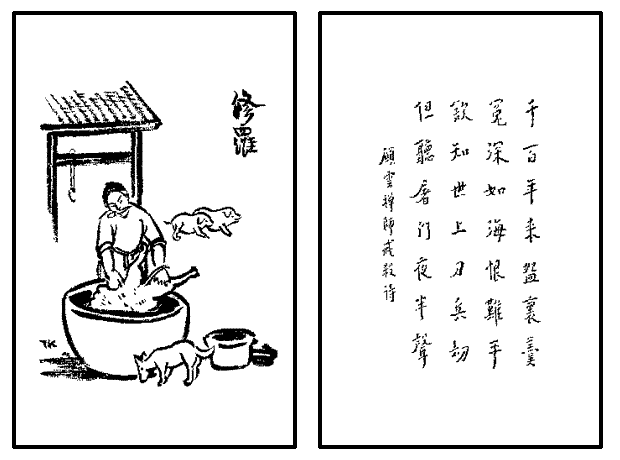 修羅
TK
千百年来盌裏羹
冤深如海恨難平
欲知世上刀兵劫
但聽屠門夜半聲
願雲禪師戒殺詩